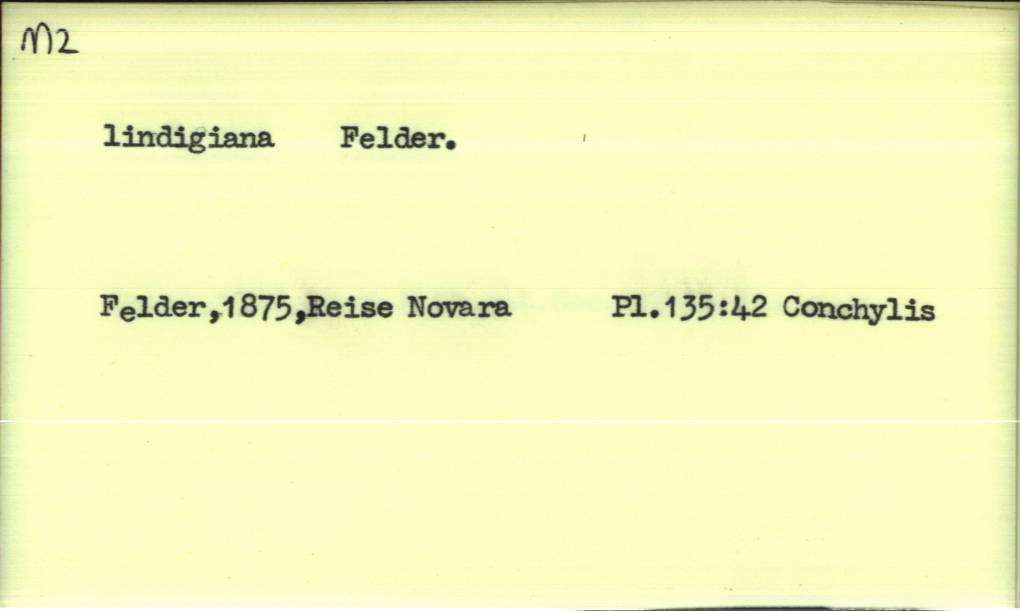 M2
lindigiana Felder.
Felder,1875,Reise Novara Pl.135:42 Conchylis